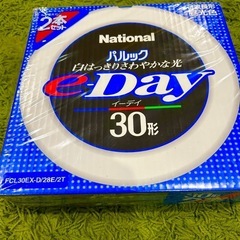 2本
セット
National
パルック
白はっきりさわやかな光
e-Day
イーデイ
30形
FCL30EX-D/28E/2T